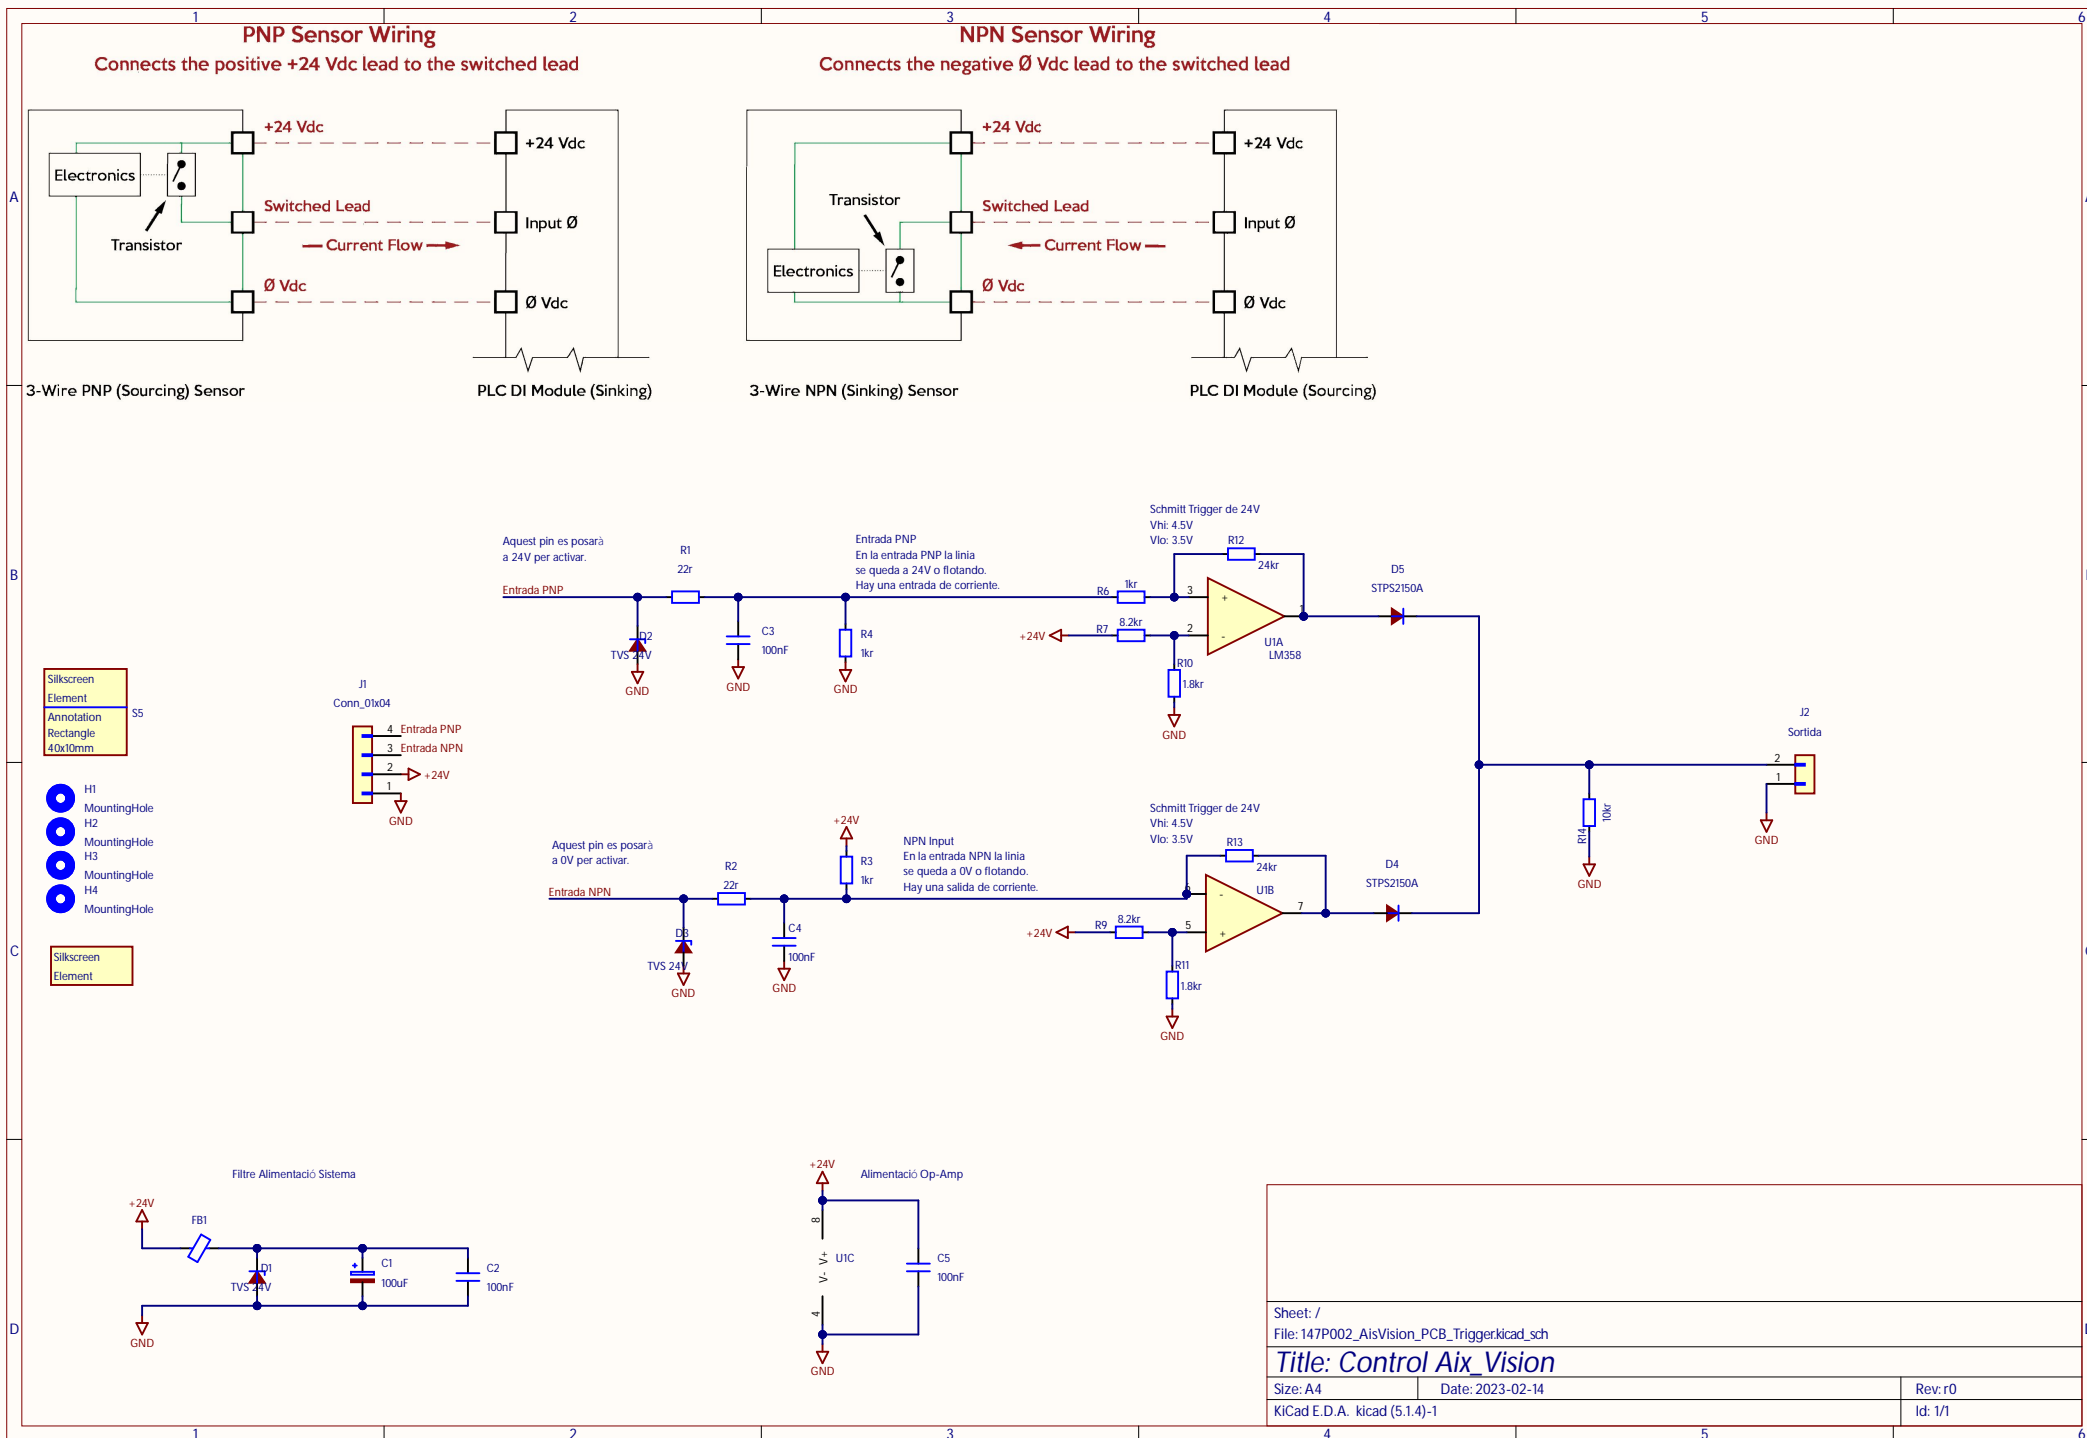 1 2 3 4 5 6
PNP Sensor Wiring
Connects the positive +24 Vdc lead to the switched lead
NPN Sensor Wiring
Connects the negative Ø Vdc lead to the switched lead
+24 Vdc
+24 Vdc
Electronics
Switched Lead
Input Ø
Transistor
Current Flow
Ø Vdc
Ø Vdc
3-Wire PNP (Sourcing) Sensor
PLC DI Module (Sinking)
+24 Vdc
+24 Vdc
Transistor
Switched Lead
Input Ø
Current Flow
Electronics
Ø Vdc
Ø Vdc
3-Wire NPN (Sinking) Sensor
PLC DI Module (Sourcing)
A
B
C
D
Aquest pin es posarà
a 24V per activar.
Entrada PNP
R1
22r
D2
TVS 24V
GND
C3
100nF
GND
Entrada PNP
En la entrada PNP la linia
se queda a 24V o flotando.
Hay una entrada de corriente.
R4
1kr
GND
Schmitt Trigger de 24V
Vhi: 4.5V
Vlo: 3.5V
R12
24kr
R6
1kr
3
+
+24V
R7
8.2kr
2
-
1
U1A
LM358
R10
1.8kr
GND
D5
STPS2150A
Silkscreen
Element
Annotation
Rectangle
40x10mm
S5
J1
Conn_01x04
4 Entrada PNP
3 Entrada NPN
2 +24V
1
GND
H1
MountingHole
H2
MountingHole
H3
MountingHole
H4
MountingHole
Silkscreen
Element
Aquest pin es posarà
a 0V per activar.
Entrada NPN
R2
22r
D3
TVS 24V
GND
C4
100nF
GND
+24V
R3
1kr
NPN Input
En la entrada NPN la linia
se queda a 0V o flotando.
Hay una salida de corriente.
Schmitt Trigger de 24V
Vhi: 4.5V
Vlo: 3.5V
R13
24kr
6
-
U1B
7
+24V
R9
8.2kr
5
+
R11
1.8kr
GND
D4
STPS2150A
R14
10kr
GND
J2
Sortida
2
1
GND
Filtre Alimentació Sistema
+24V
FB1
D1
TVS 24V
C1
100uF
C2
100nF
GND
+24V
Alimentació Op-Amp
8
V+
V-
U1C
4
C5
100nF
GND
Sheet: /
File: 147P002_AisVision_PCB_Trigger.kicad_sch
Title: Control Aix_Vision
Size: A4 Date: 2023-02-14 Rev: r0
KiCad E.D.A. kicad (5.1.4)-1 Id: 1/1
1 2 3 4 5 6